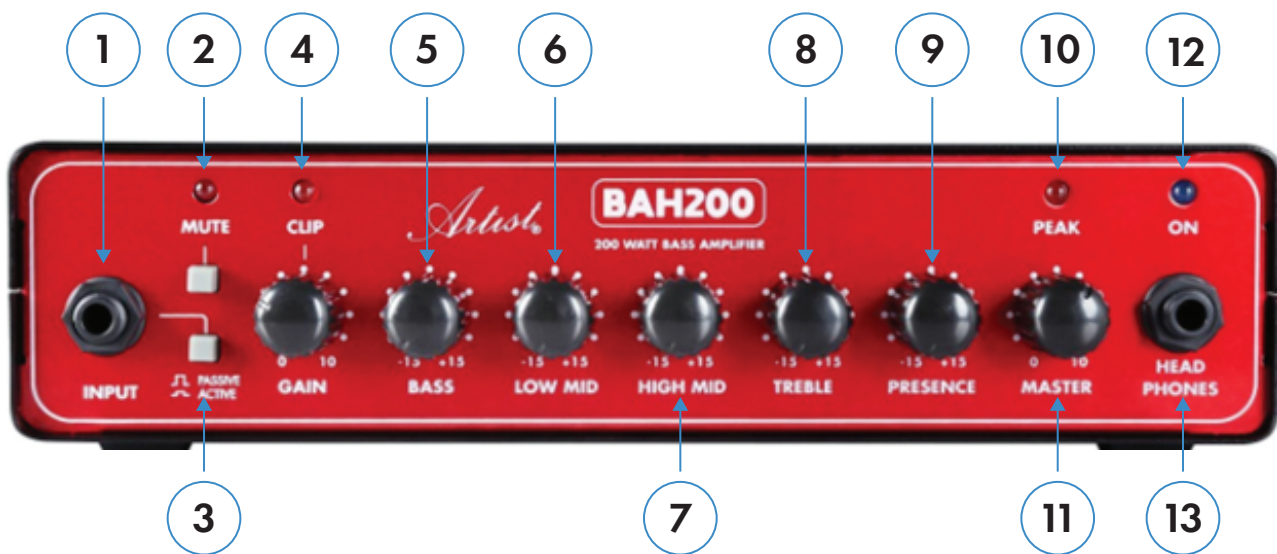 1 2 4 5 6 8 9 10 12
Artist®
BAH200
200 WATT BASS AMPLIFIER
MUTE CLIP PEAK ON
0 10 -15 +15 -15 +15 -15 +15 -15 +15 -15 +15 0 10
INPUT PASSIVE
ACTIVE
GAIN BASS LOW MID HIGH MID TREBLE PRESENCE MASTER HEAD
PHONES
3 7 11 13